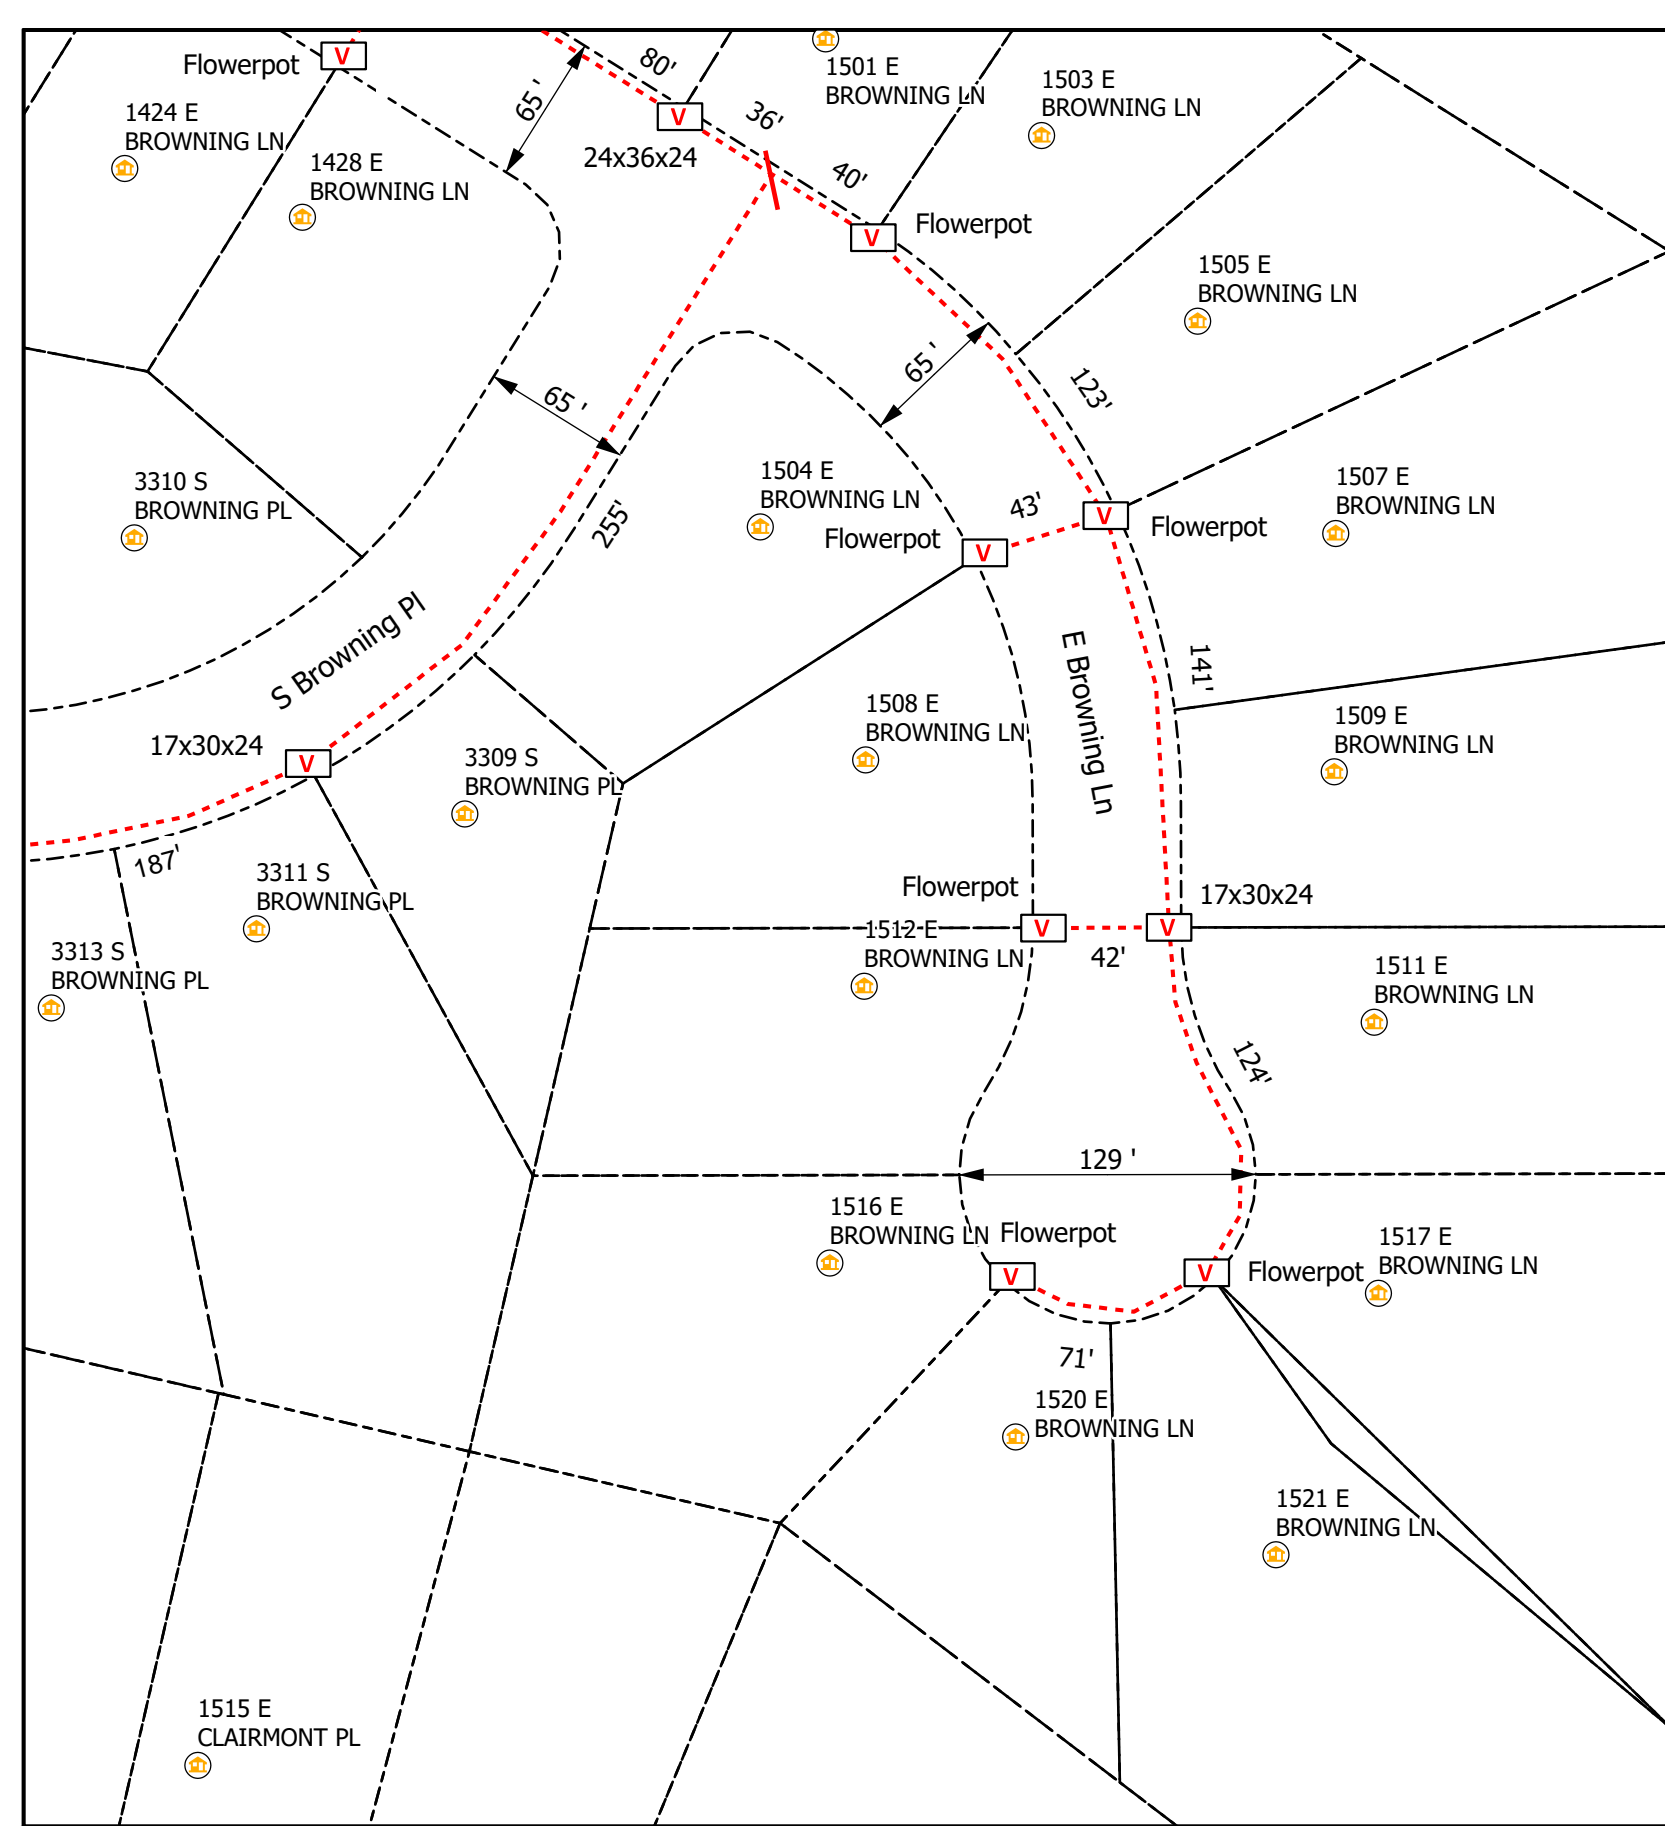 80'
1501 E
BROWNING LN
Flowerpot
V
1503 E
BROWNING LN
65 '
1424 E
BROWNING LN
V
36'
24x36x24
1428 E
BROWNING LN
40'
Flowerpot
V
1505 E
BROWNING LN
65 '
65 '
123'
3310 S
BROWNING PL
1504 E
BROWNING LN
1507 E
BROWNING LN
43'
255'
Flowerpot
V
V
Flowerpot
S Browning Pl
E Browning Ln
141'
1508 E
BROWNING LN
1509 E
BROWNING LN
17x30x24
V
3309 S
BROWNING PL
187'
3311 S
BROWNING PL
Flowerpot
17x30x24
V
V
1512 E
BROWNING LN
42'
3313 S
BROWNING PL
1511 E
BROWNING LN
124'
129 '
1516 E
BROWNING LN
Flowerpot
1517 E
BROWNING LN
V
V
Flowerpot
71'
1520 E
BROWNING LN
1521 E
BROWNING LN
1515 E
CLAIRMONT PL